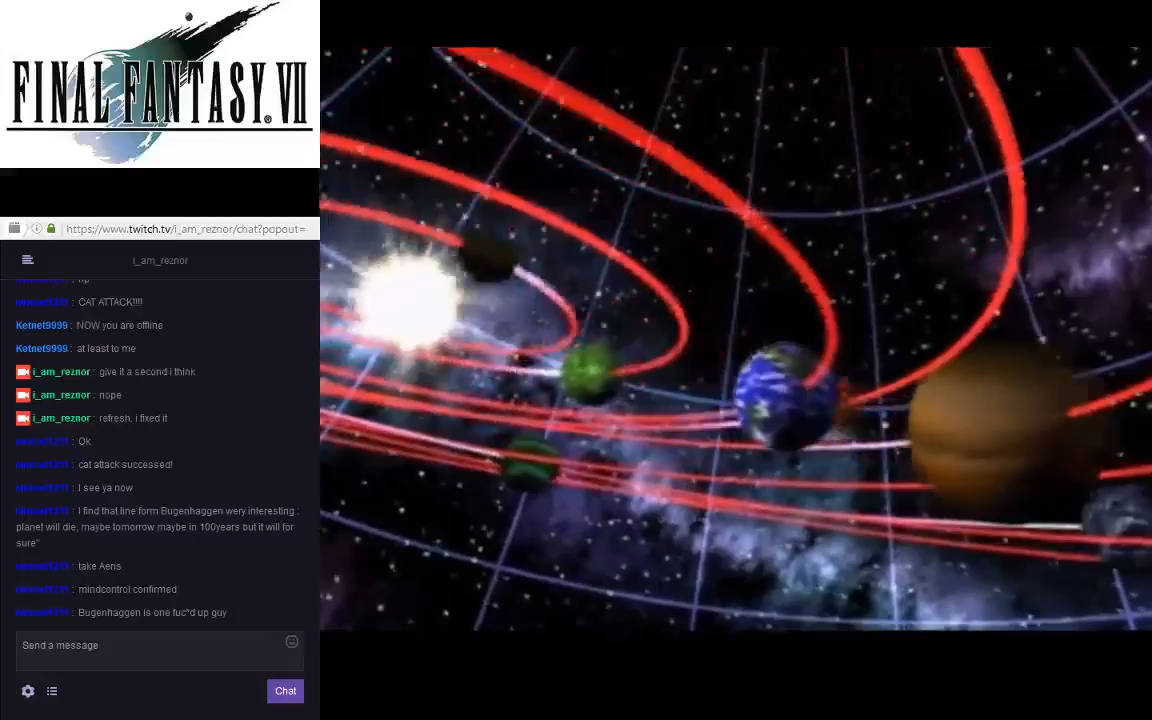 FINAL FANTASY. VII
https://www.twitch.tv/i_am_reznor/chat?popout=
i_am_reznor
CAT ATTACK!!!!
Ketnet9999 : NOW you are offline
Ketnet9999 : at least to me
i_am_reznor : give it a second i think
i_am_reznor : nope
i_am_reznor : refresh. i fixed it
: Ok
: cat attack successed!
: I see ya now
: I find that line form Bugenhaggen wery interesting :
planet will die, maybe tomorrow maybe in 100years but it will for
sure"
: take Aeris
: mindcontrol confirmed
: Bugenhaggen is one fuc*d up guy
Send a message
Chat